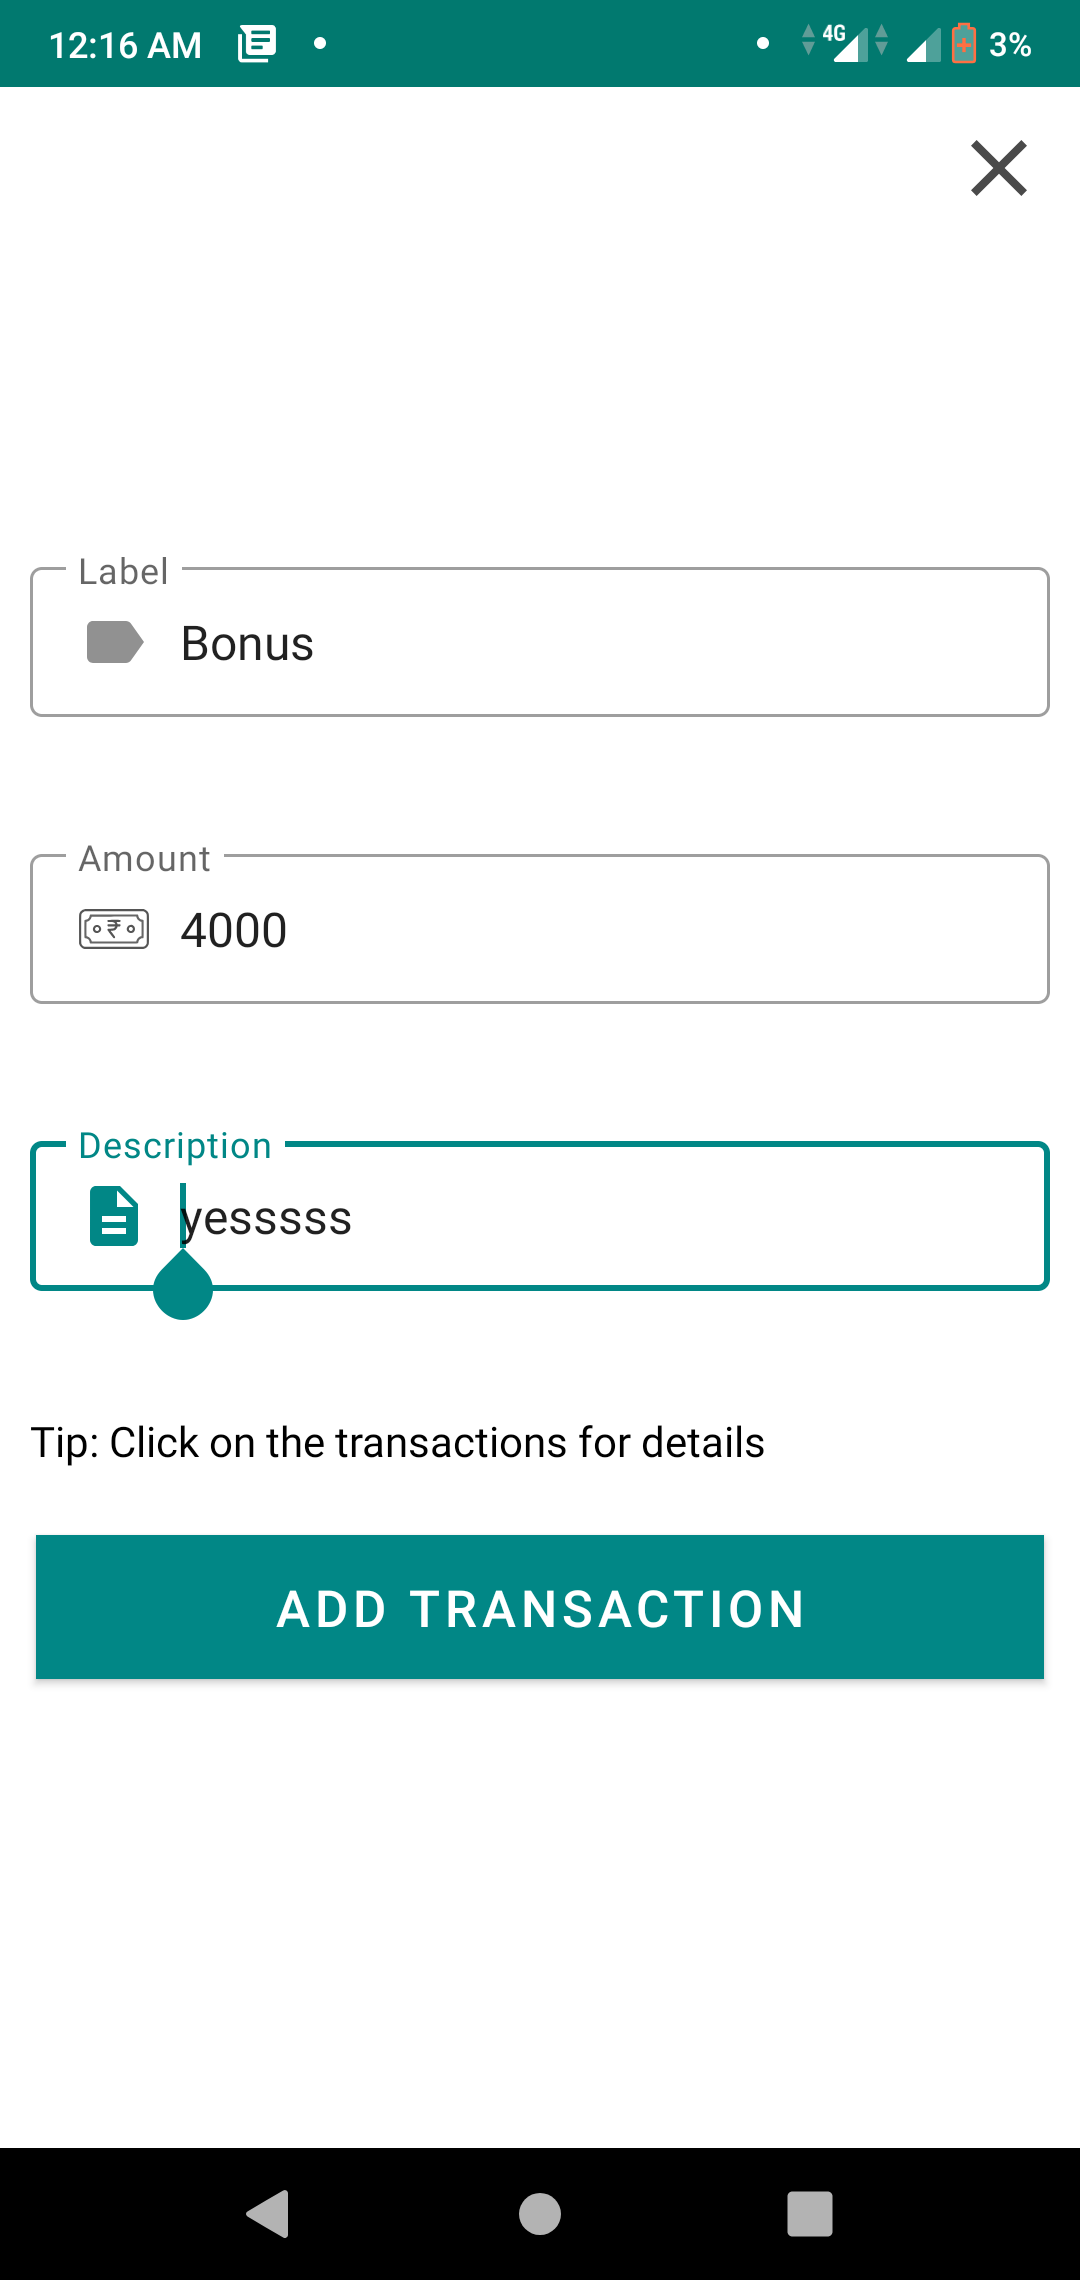 12:16 AM
4G
3%
Label
Bonus
Amount
₹
4000
Description
yesssss
Tip: Click on the transactions for details
ADD TRANSACTION